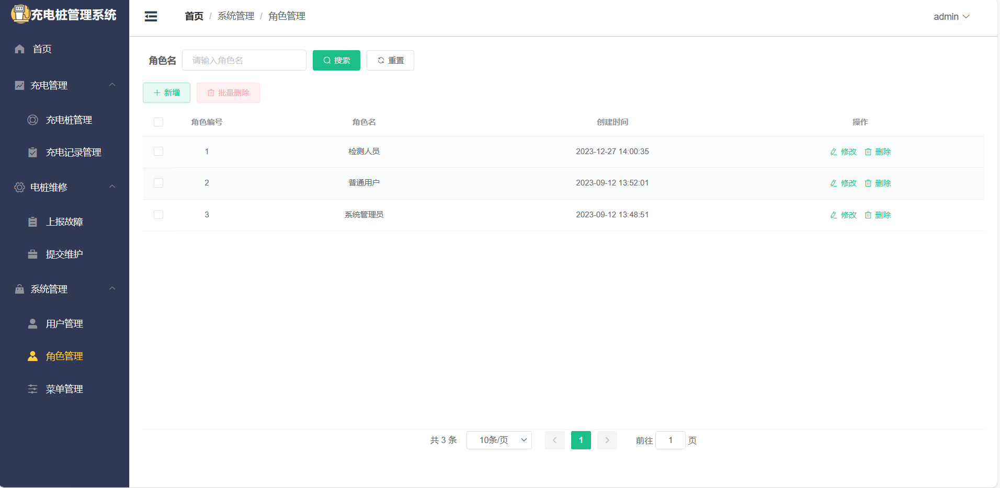 充电桩管理系统
首页
充电管理
充电桩管理
充电记录管理
电桩维修
上报故障
提交维护
系统管理
用户管理
角色管理
菜单管理
首页 / 系统管理 / 角色管理
admin
角色名 请输入角色名 搜索 重置
新增 批量删除
角色编号 角色名 创建时间 操作
1 检测人员 2023-12-27 14:00:35 修改 删除
2 普通用户 2023-09-12 13:52:01 修改 删除
3 系统管理员 2023-09-12 13:48:51 修改 删除
共 3 条 10条/页 1 前往 1 页